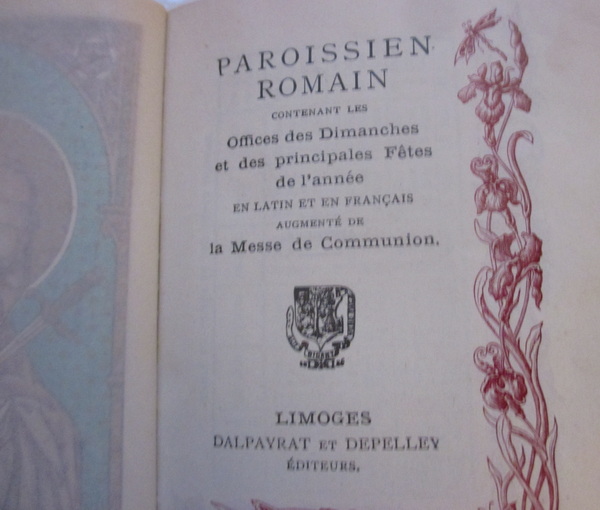 PAROISSIEN
ROMAIN
CONTENANT LES
Offices des Dimanches
et des principales Fêtes
de l'année
EN LATIN ET EN FRANÇAIS
AUGMENTÉ DE
la Messe de Communion.
LIMOGES
DALPAYRAT ET DEPELLEY
ÉDITEURS,